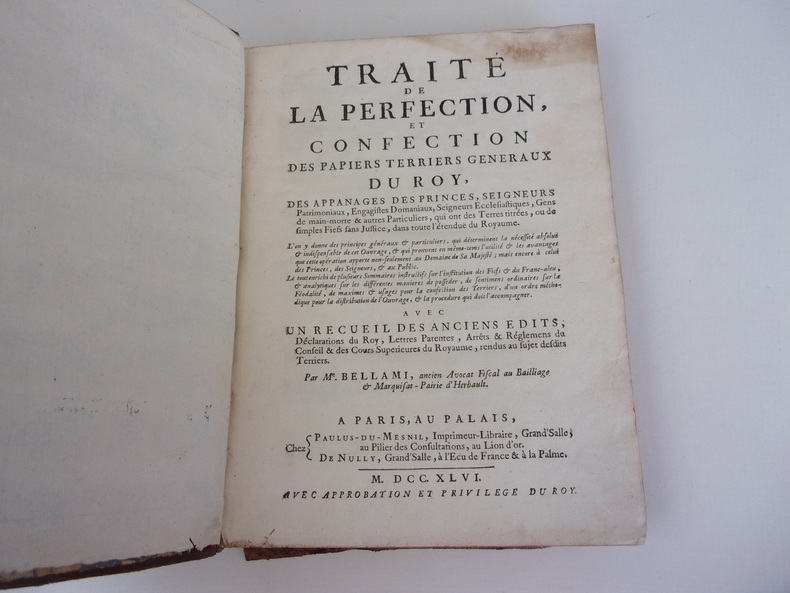 TRAITÉ
DE
LA PERFECTION,
ET
CONFECTION
DES PAPIERS TERRIERS GENERAUX
DU ROY,
DES APPANAGES DES PRINCES, SEIGNEURS
Patrimoniaux, Engagistes Domaniaux, Seigneurs Ecclesiastiques, Gens
de main-morte & autres Particuliers, qui ont des Terres titrées, ou de
simples Fiefs sans Justice, dans toute l'étendue du Royaume.
L'on y donne des principes généraux & particuliers, qui déterminent la nécessité absoluë
& indispensable de cet Ouvrage, & qui prouvent en même-tems l'utilité & les avantages
que cette opération apporte non-seulement au Domaine de Sa Majesté; mais encore à celui
des Princes, des Seigneurs, & au Public.
Le tout enrichi de plusieurs Sommaires instructifs sur l'institution des Fiefs & du Franc-aleu,
& analytiques sur les différentes manieres de posséder, de sentimens ordinaires sur la
Féodalité, de maximes & usages pour la confection des Terriers, d'un ordre métho-
dique pour la distribution de l'Ouvrage, & la procedure qui doit l'accompagner.
AVEC
UN RECUEIL DES ANCIENS EDITS,
Déclarations du Roy, Lettres Patentes, Arrêts & Réglemens du
Conseil & des Cours Superieures du Royaume, rendus au sujet desdits
Terriers.
Par Me. BELLAMI, ancien Avocat Fiscal au Bailliage
& Marquisat-Pairie d'Herbault.
A PARIS, AU PALAIS,
Chez { PAULUS-DU-MESNIL, Imprimeur-Libraire, Grand'Salle,
au Pilier des Consultations, au Lion d'or.
DE NULLY, Grand'Salle, à l'Ecu de France & à la Palme.
M. DCC. XLVI.
AVEC APPROBATION ET PRIVILEGE DU ROY.